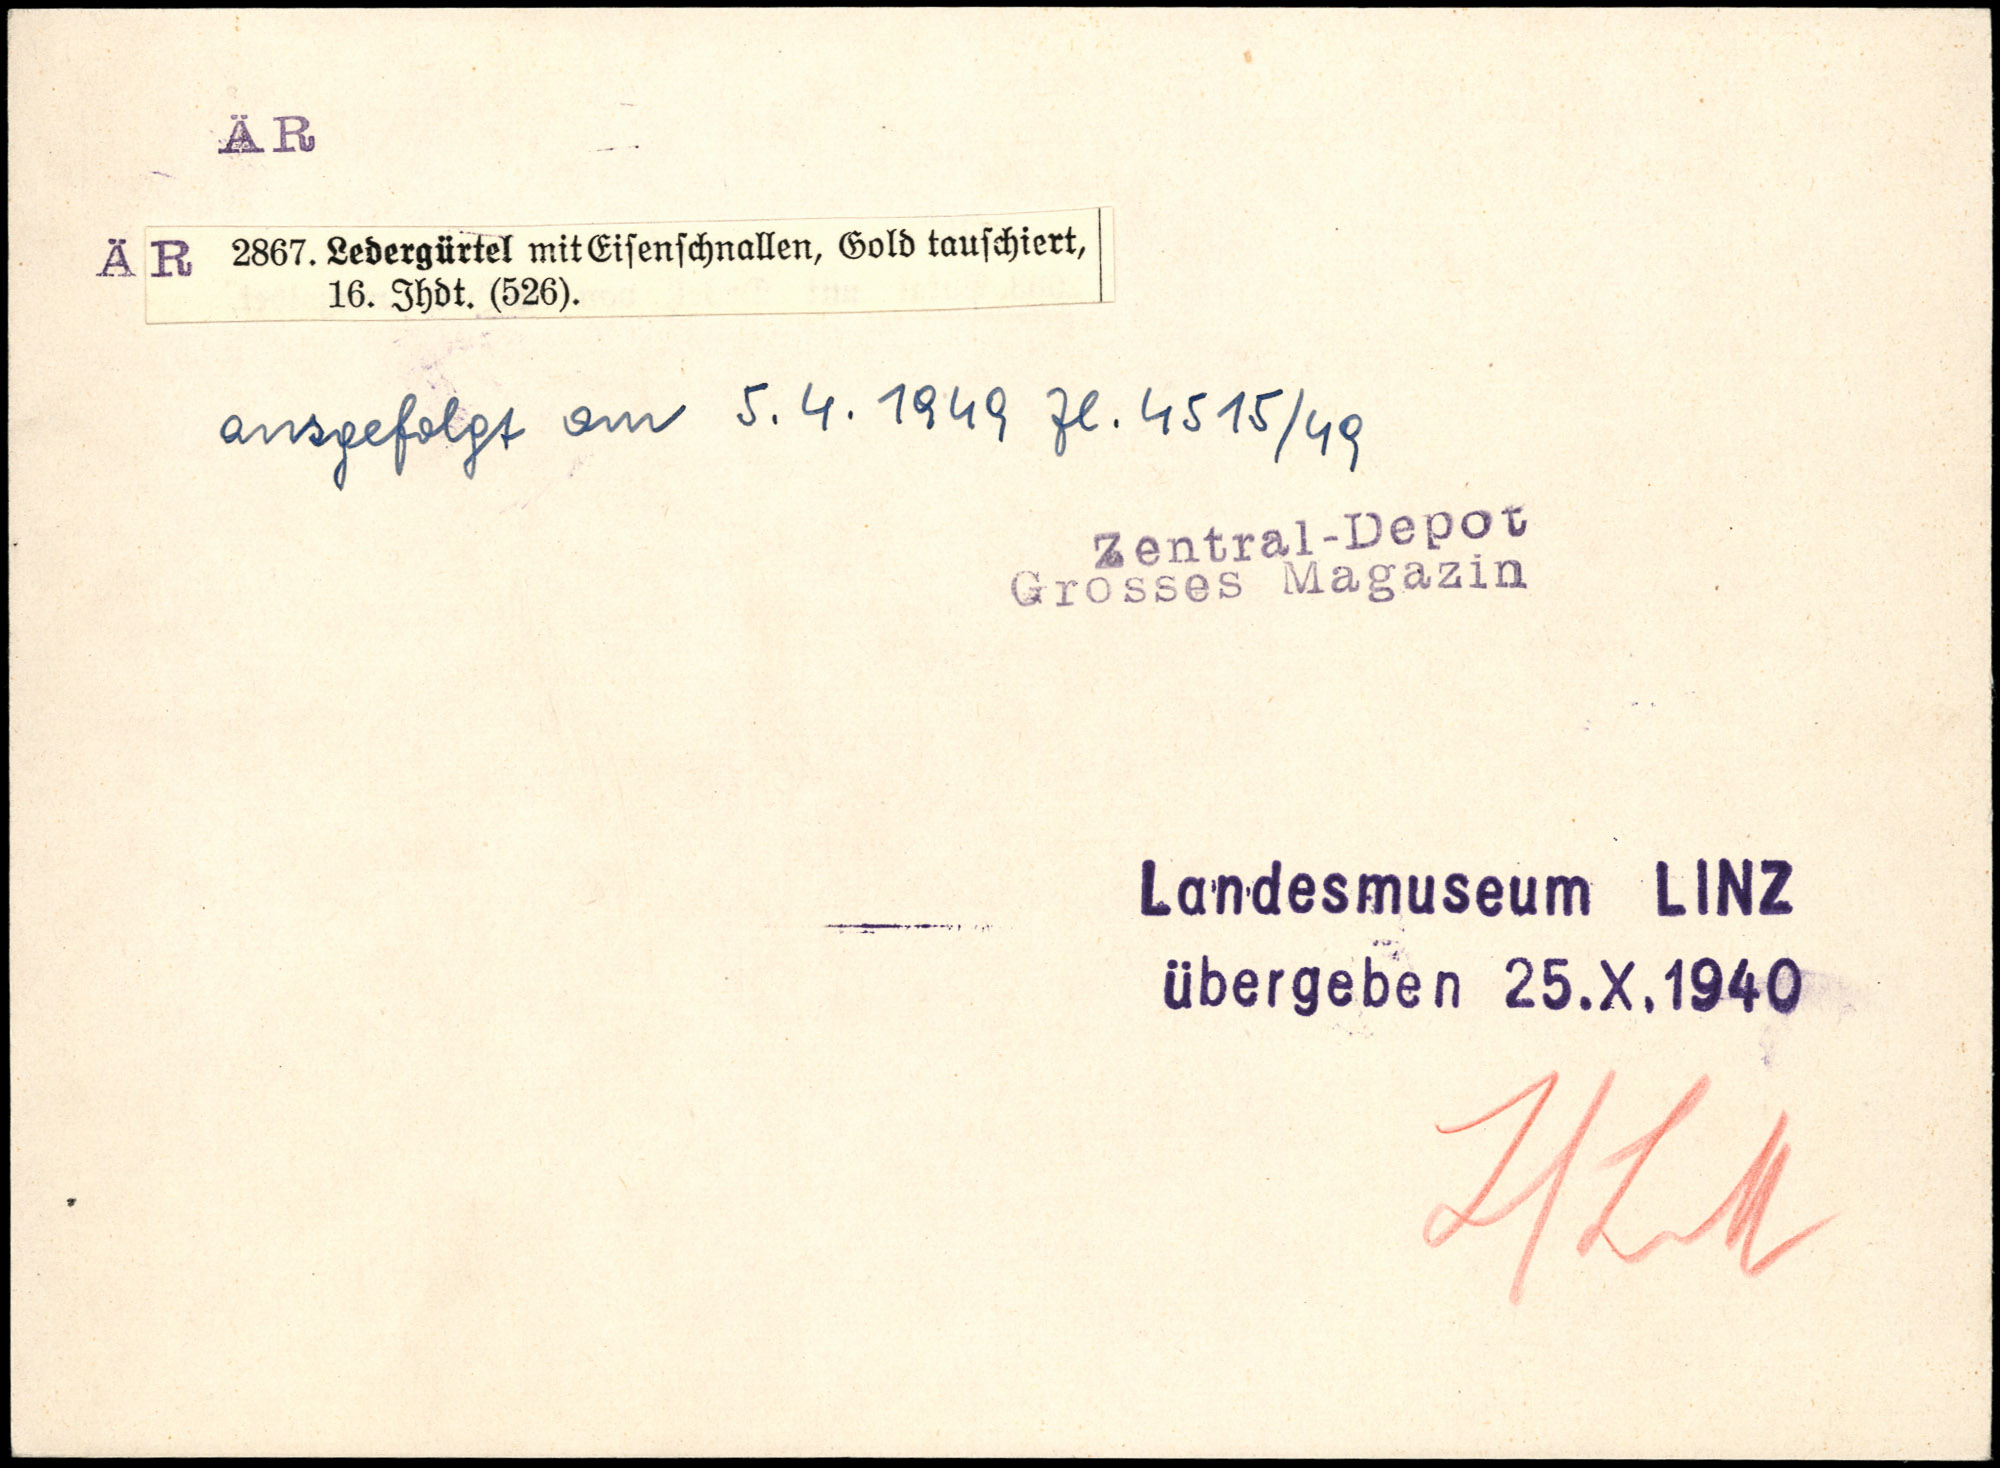 ÄR
ÄR 2867. Ledergürtel mit Eiſenſchnallen, Gold tauſchiert,
16. Jhdt. (526).
ausgefolgt am 5. 4. 1949 Zl. 4515/49
Zentral-Depot
Grosses Magazin
Landesmuseum LINZ
übergeben 25.X.1940